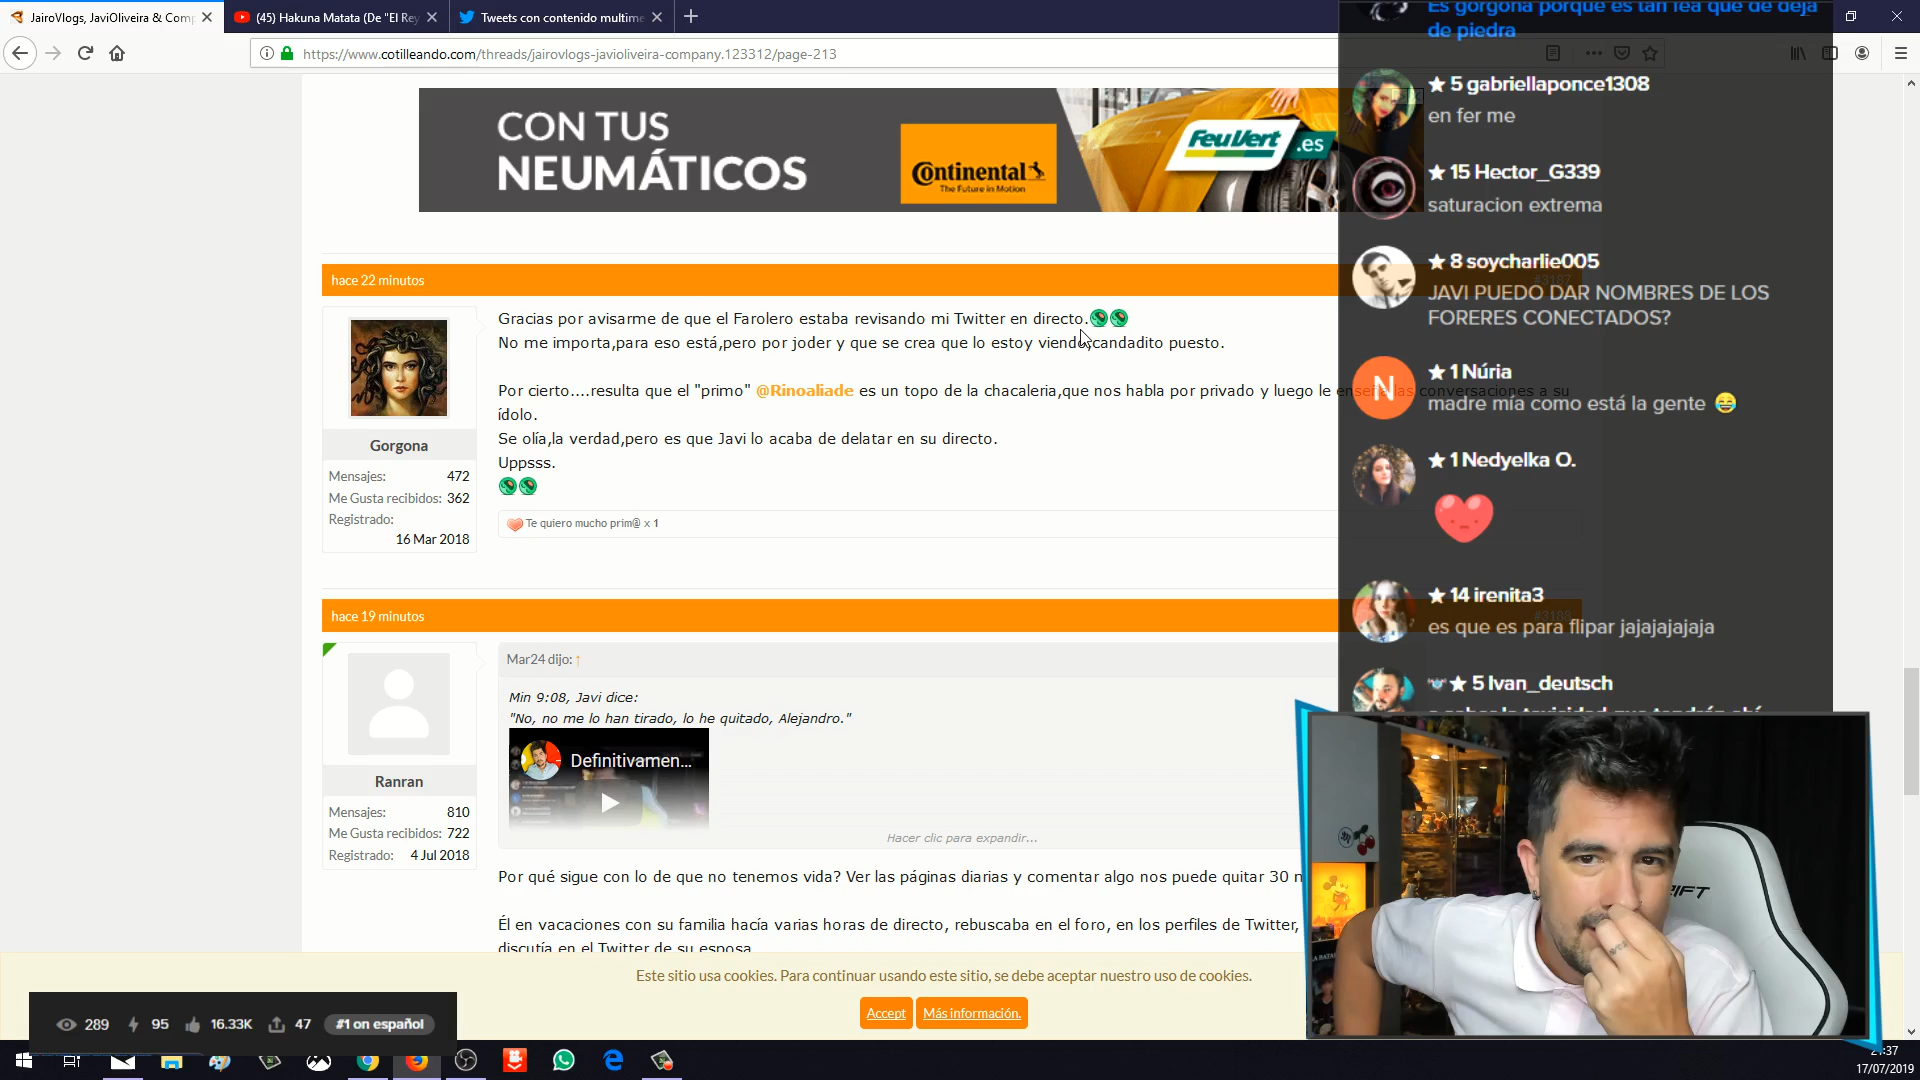 JairoVlogs, JaviOliveira & Comp
(45) Hakuna Matata (De "El Rey
Tweets con contenido multime
https://www.cotilleando.com/threads/jairovlogs-javioliveira-company.123312/page-213
CON TUS
NEUMÁTICOS
Continental
The Future in Motion
FeuVert.es
hace 22 minutos
Gracias por avisarme de que el Farolero estaba revisando mi Twitter en directo.
No me importa,para eso está,pero por joder y que se crea que lo estoy viendo,candadito puesto.
Por cierto....resulta que el "primo" @Rinoaliade es un topo de la chacaleria,que nos habla por privado y luego le enseña las conversaciones a su
ídolo.
Se olía,la verdad,pero es que Javi lo acaba de delatar en su directo.
Uppsss.
Gorgona
Mensajes: 472
Me Gusta recibidos: 362
Registrado:
16 Mar 2018
Te quiero mucho prim@ x 1
hace 19 minutos
Mar24 dijo: ↑
Min 9:08, Javi dice:
"No, no me lo han tirado, lo he quitado, Alejandro."
Definitivamen...
Hacer clic para expandir...
Ranran
Mensajes: 810
Me Gusta recibidos: 722
Registrado: 4 Jul 2018
Por qué sigue con lo de que no tenemos vida? Ver las páginas diarias y comentar algo nos puede quitar 30 m
Él en vacaciones con su familia hacía varias horas de directo, rebuscaba en el foro, en los perfiles de Twitter,
discutía en el Twitter de su esposa
Este sitio usa cookies. Para continuar usando este sitio, se debe aceptar nuestro uso de cookies.
Accept
Más información.
289 95 16.33K 47 #1 on español
Es gorgona porque es tan fea que de deja
de piedra
★ 5 gabriellaponce1308
en fer me
★ 15 Hector_G339
saturacion extrema
★ 8 soycharlie005
JAVI PUEDO DAR NOMBRES DE LOS
FORERES CONECTADOS?
N
★ 1 Núria
madre mía como está la gente 😂
★ 1 Nedyelka O.
★ 14 irenita3
es que es para flipar jajajajajaja
★ 5 Ivan_deutsch
21:37
17/07/2019